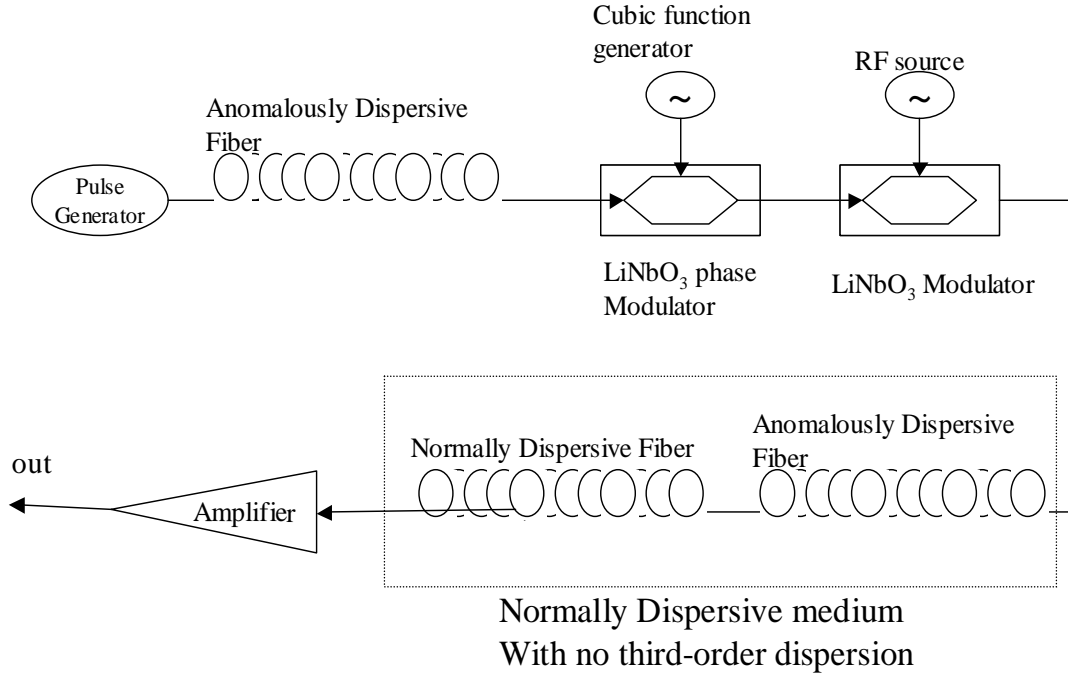 Cubic function
generator
RF source
~
~
Anomalously Dispersive
Fiber
Pulse
Generator
LiNbO3 phase
Modulator
LiNbO3 Modulator
Normally Dispersive Fiber
Anomalously Dispersive
Fiber
out
Amplifier
Normally Dispersive medium
With no third-order dispersion